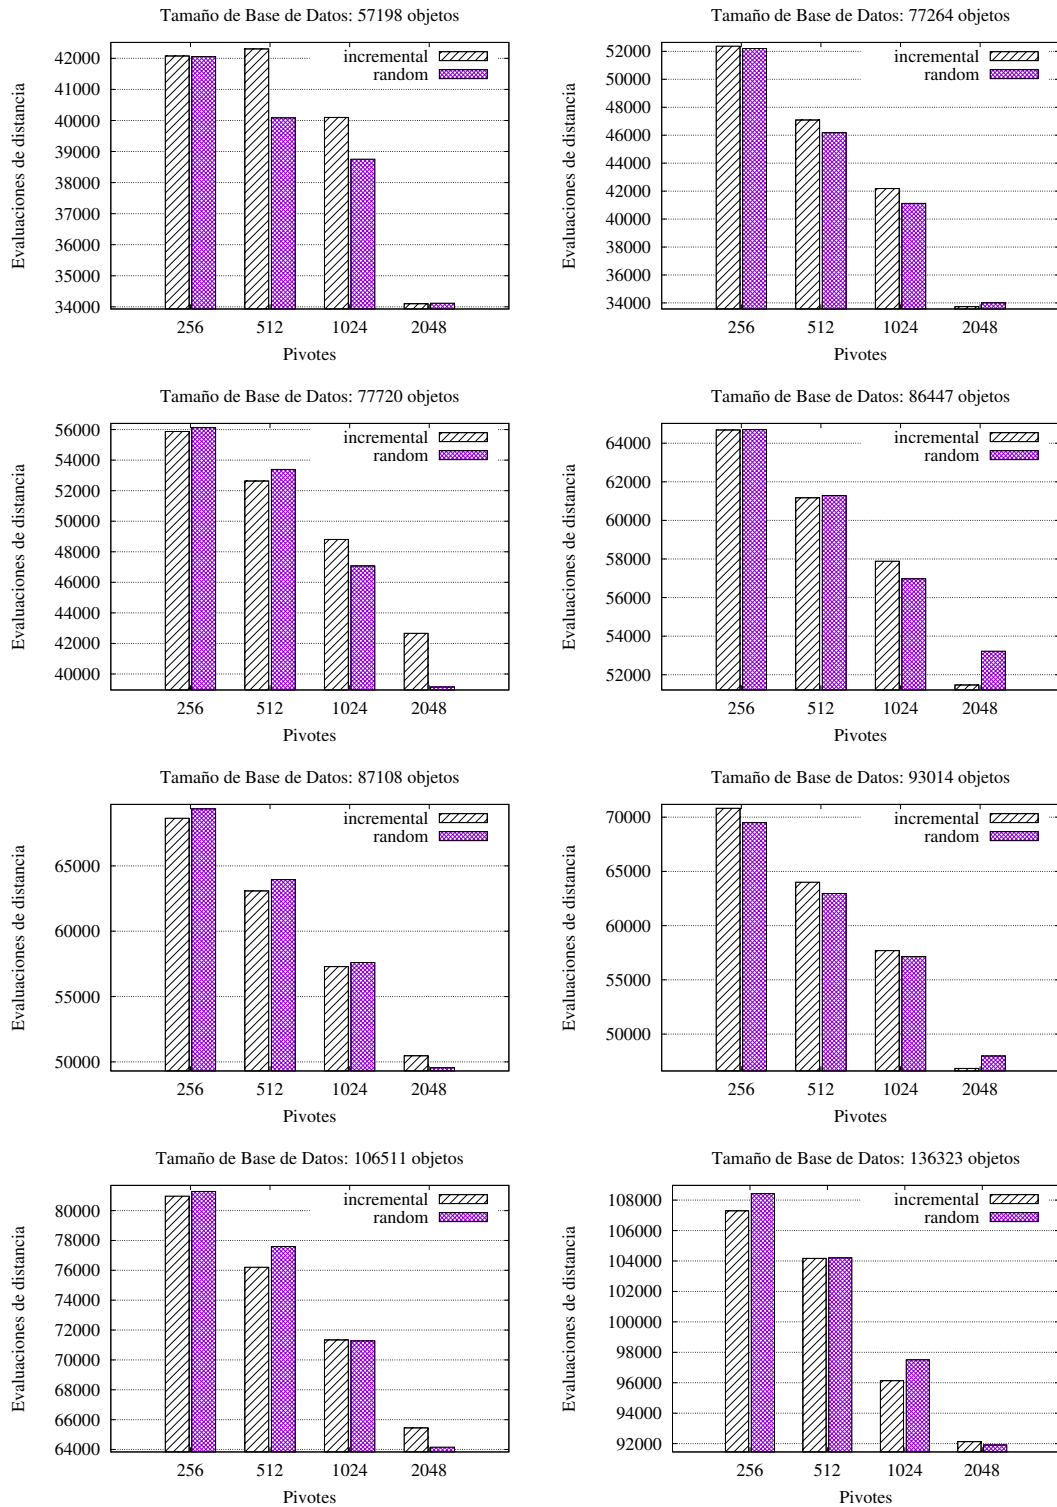 Tamaño de Base de Datos: 57198 objetos
Evaluaciones de distancia
42000
41000
40000
39000
38000
37000
36000
35000
34000
incremental
random
256 512 1024 2048
Pivotes
Tamaño de Base de Datos: 77264 objetos
Evaluaciones de distancia
52000
50000
48000
46000
44000
42000
40000
38000
36000
34000
incremental
random
256 512 1024 2048
Pivotes
Tamaño de Base de Datos: 77720 objetos
Evaluaciones de distancia
56000
54000
52000
50000
48000
46000
44000
42000
40000
incremental
random
256 512 1024 2048
Pivotes
Tamaño de Base de Datos: 86447 objetos
Evaluaciones de distancia
64000
62000
60000
58000
56000
54000
52000
incremental
random
256 512 1024 2048
Pivotes
Tamaño de Base de Datos: 87108 objetos
Evaluaciones de distancia
65000
60000
55000
50000
incremental
random
256 512 1024 2048
Pivotes
Tamaño de Base de Datos: 93014 objetos
Evaluaciones de distancia
70000
65000
60000
55000
50000
incremental
random
256 512 1024 2048
Pivotes
Tamaño de Base de Datos: 106511 objetos
Evaluaciones de distancia
80000
78000
76000
74000
72000
70000
68000
66000
64000
incremental
random
256 512 1024 2048
Pivotes
Tamaño de Base de Datos: 136323 objetos
Evaluaciones de distancia
108000
106000
104000
102000
100000
98000
96000
94000
92000
incremental
random
256 512 1024 2048
Pivotes